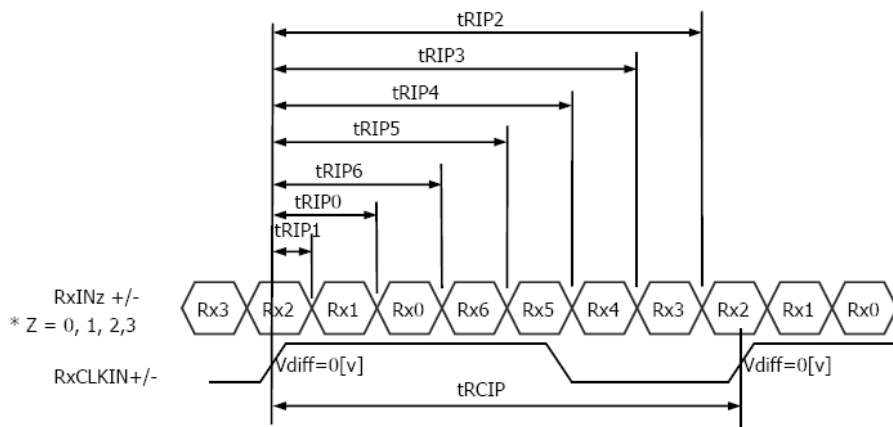 tRIP2
tRIP3
tRIP4
tRIP5
tRIP6
tRIP0
tRIP1
RxINz +/-
* Z = 0, 1, 2,3
Rx3 Rx2 Rx1 Rx0 Rx6 Rx5 Rx4 Rx3 Rx2 Rx1 Rx0
RxCLKIN+/-
Vdiff=0[v] Vdiff=0[v]
tRCIP